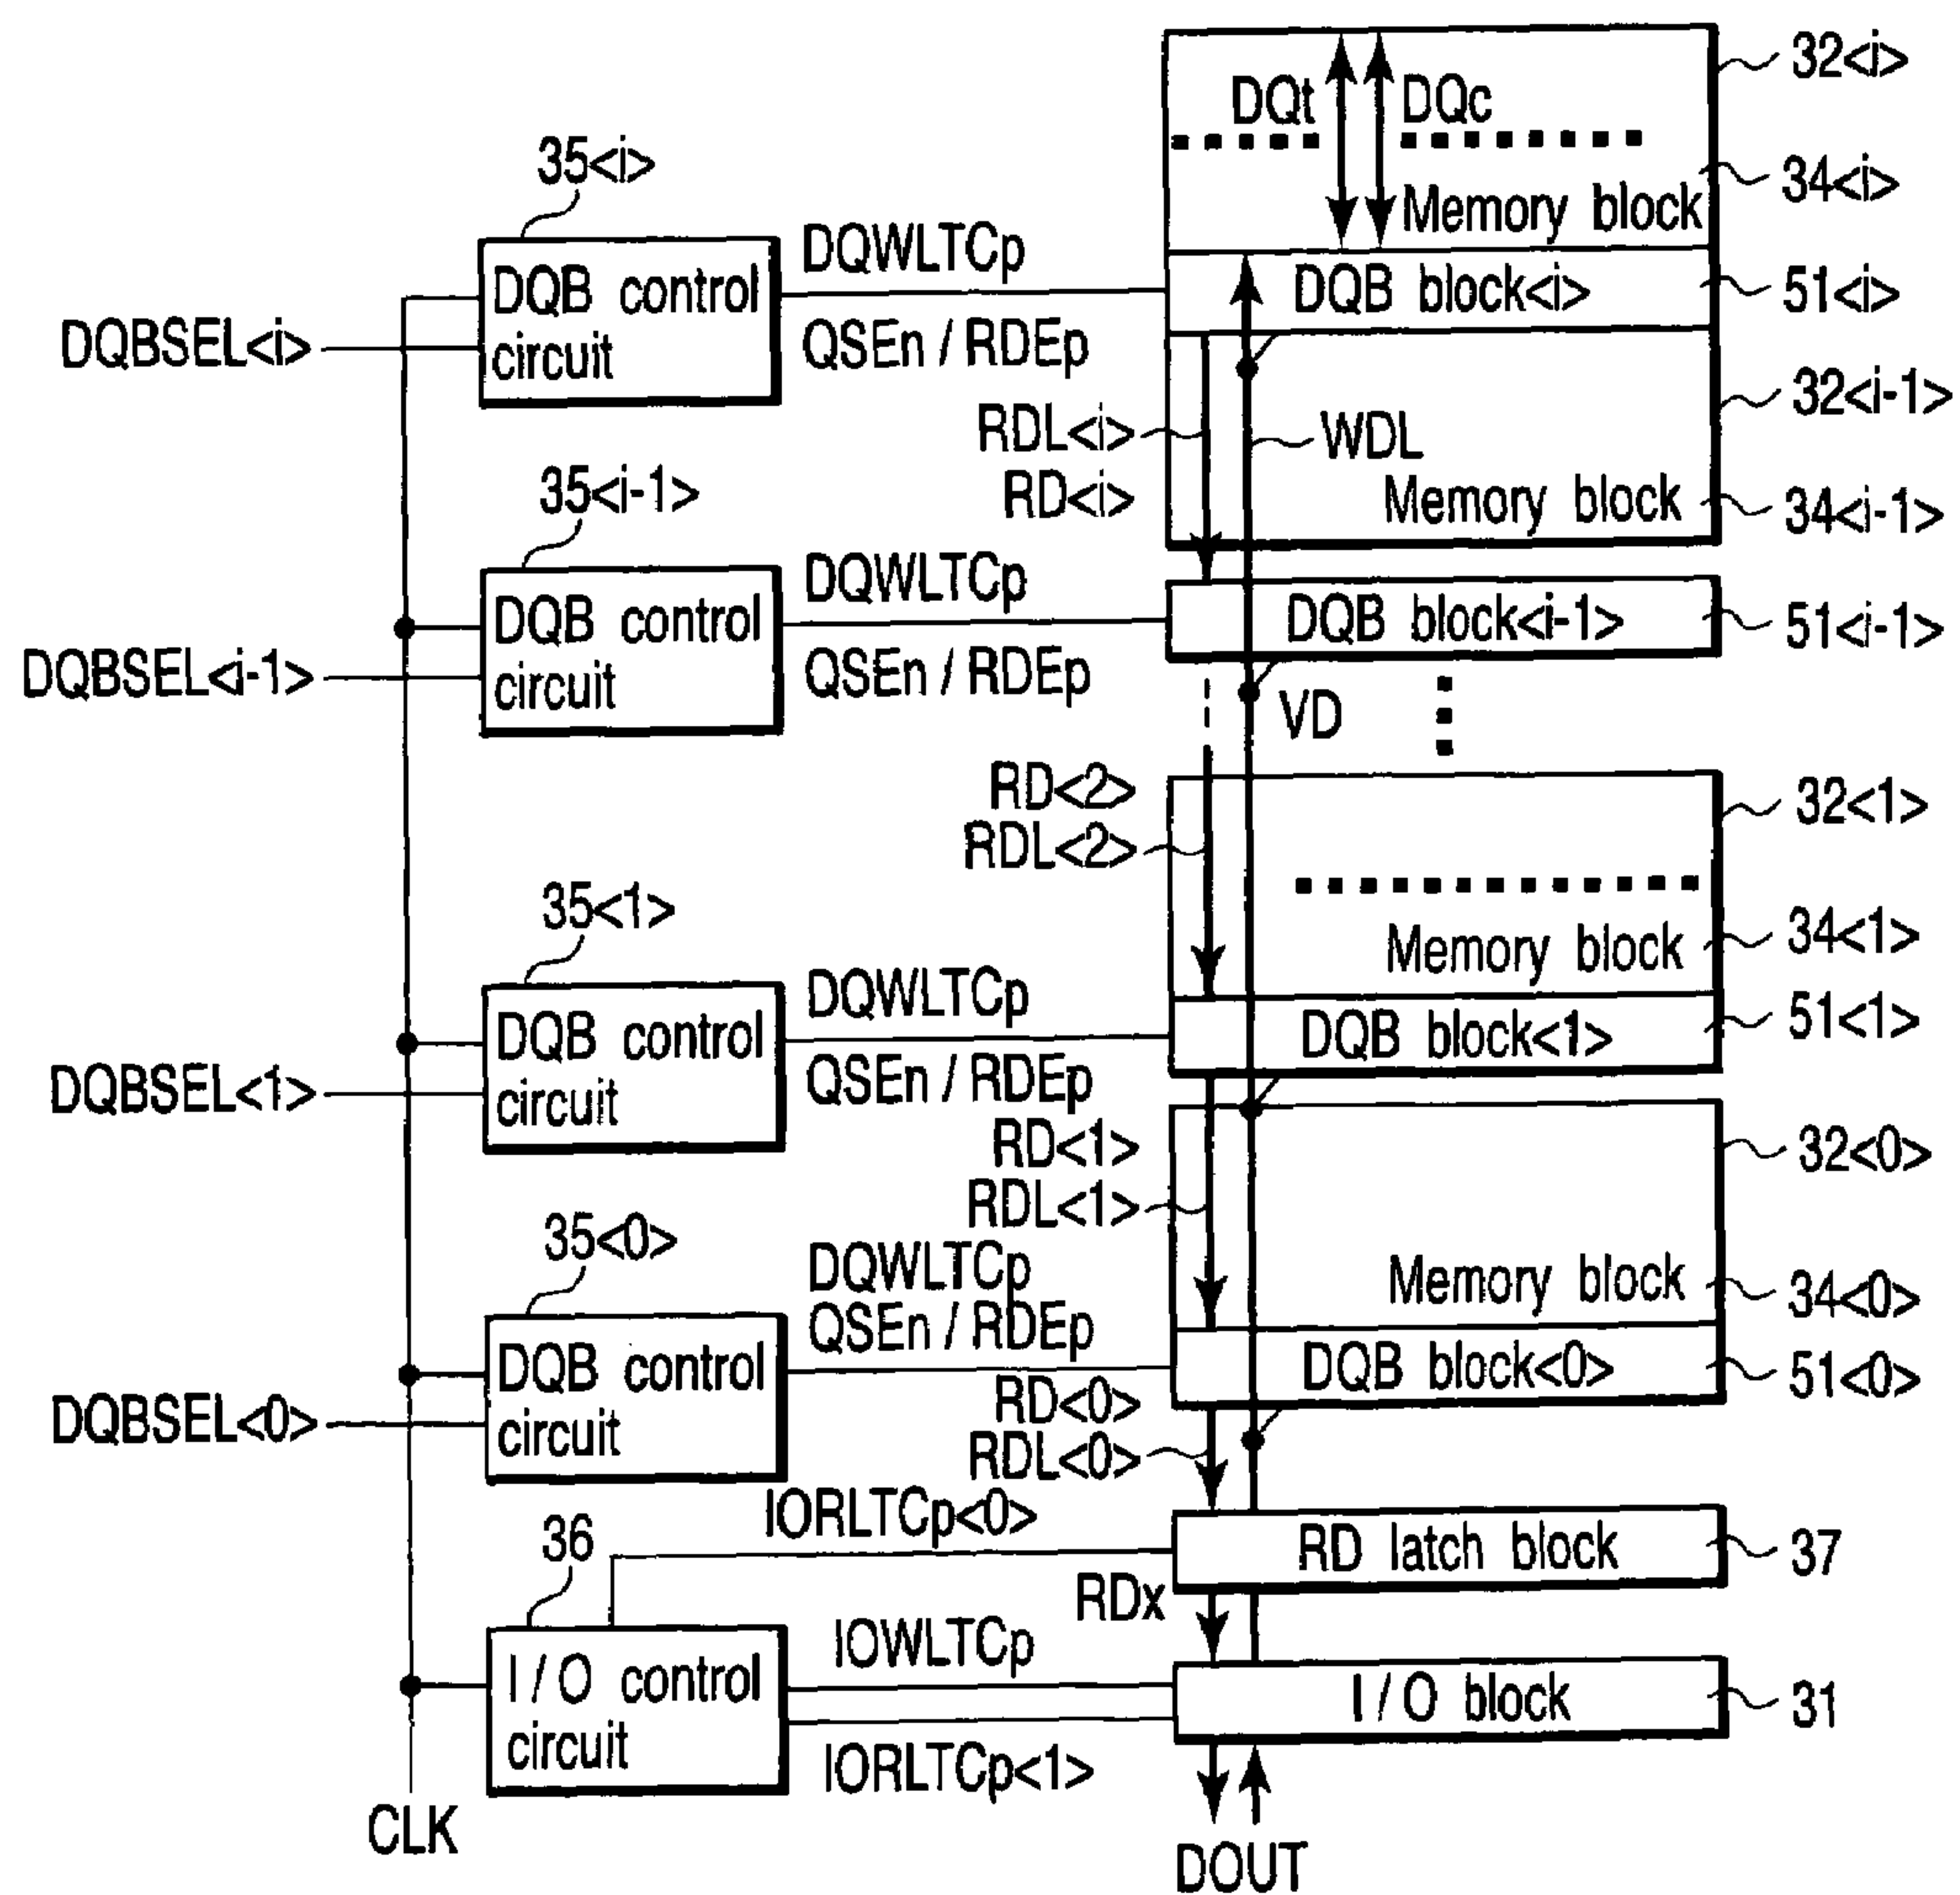 32<i>
DQt
DQc
34<i>
Memory block
35<i>
DQB control
circuit
DQWLTCp
QSEn / RDEp
DQBSEL<i>
DQB block<i>
51<i>
32<i-1>
RDL<i>
RD<i>
WDL
Memory block
34<i-1>
35<i-1>
DQB control
circuit
DQWLTCp
QSEn / RDEp
DQBSEL<i-1>
DQB block<i-1>
51<i-1>
VD
RD<2>
RDL<2>
32<1>
Memory block
34<1>
35<1>
DQB control
circuit
DQWLTCp
QSEn / RDEp
DQBSEL<1>
DQB block<1>
51<1>
RD<1>
RDL<1>
32<0>
Memory block
34<0>
35<0>
DQB control
circuit
DQWLTCp
QSEn / RDEp
DQBSEL<0>
DQB block<0>
51<0>
RD<0>
RDL<0>
IORLTCp<0>
RD latch block
37
36
RDx
I / O control
circuit
IOWLTCp
IORLTCp<1>
I / O block
31
CLK
DOUT